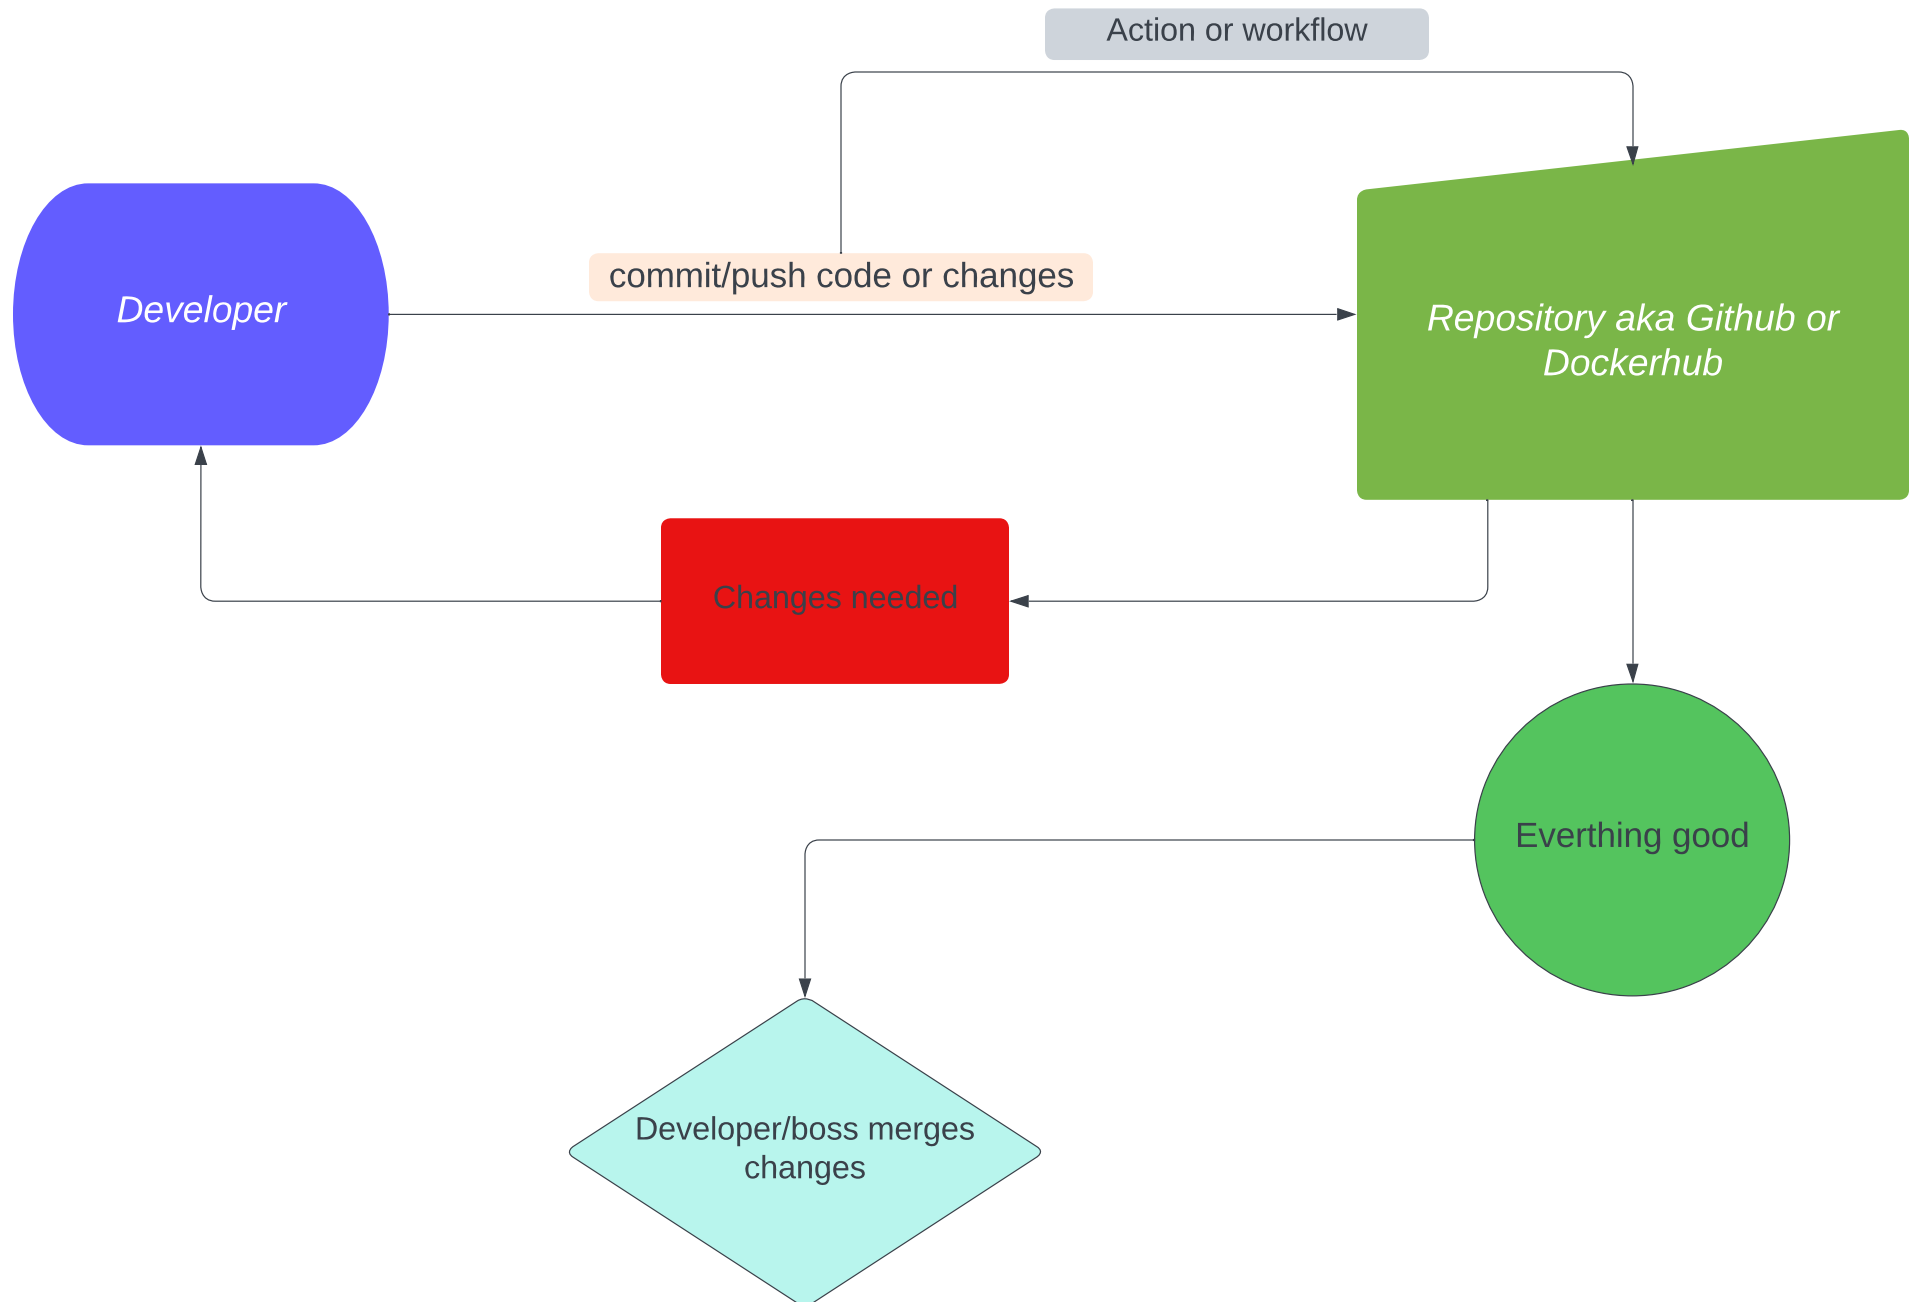 Action or workflow
commit/push code or changes
Developer
Repository aka Github or
Dockerhub
Changes needed
Everthing good
Developer/boss merges
changes